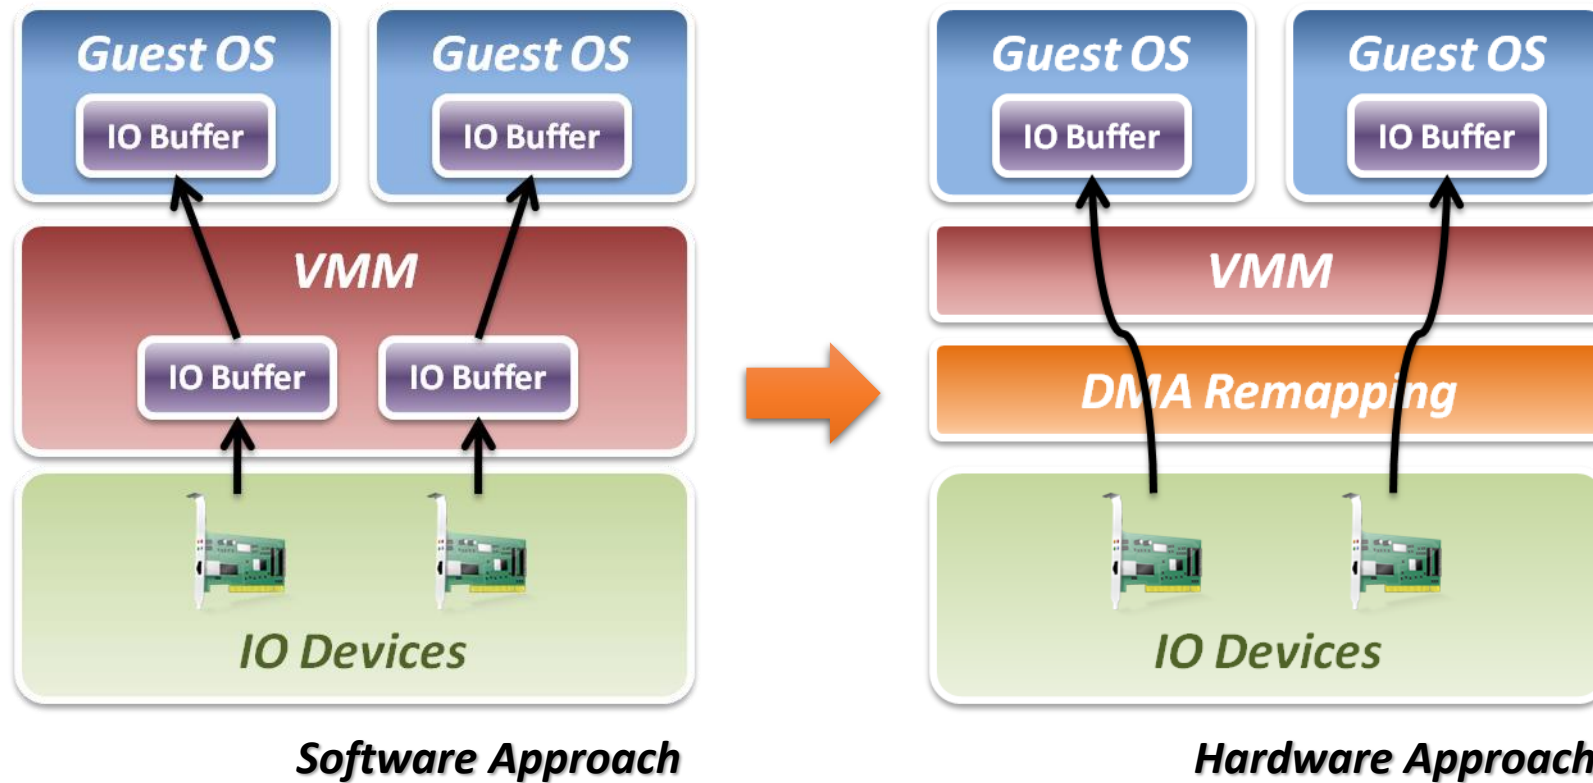 Guest OS
IO Buffer
Guest OS
IO Buffer
VMM
IO Buffer
IO Buffer
IO Devices
Software Approach
Guest OS
IO Buffer
Guest OS
IO Buffer
VMM
DMA Remapping
IO Devices
Hardware Approach